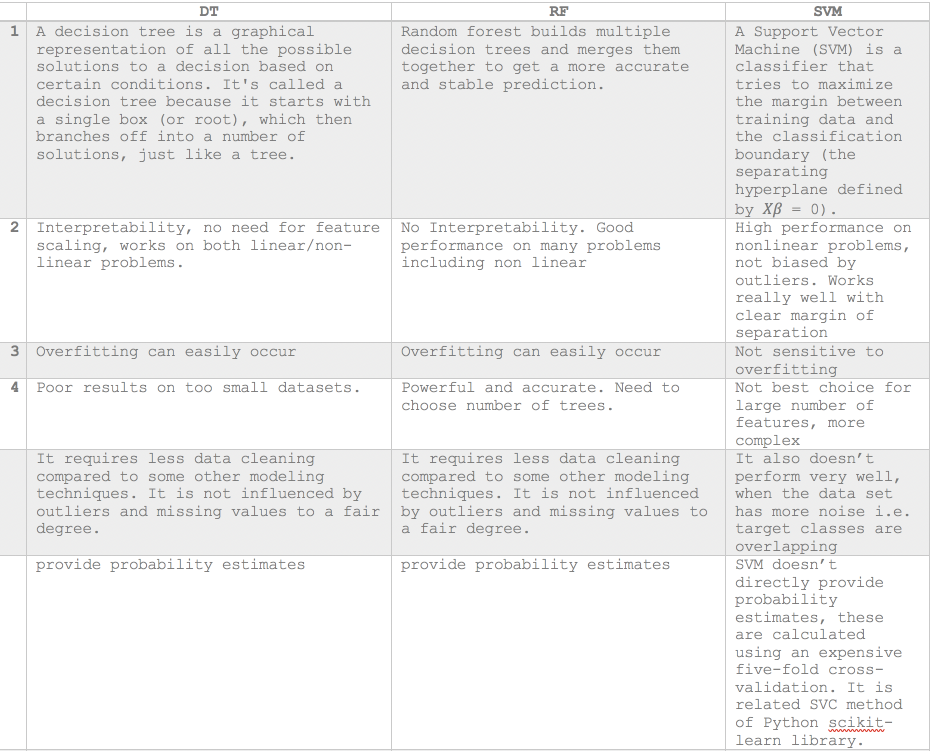 DT RF SVM
1
A decision tree is a graphical
representation of all the possible
solutions to a decision based on
certain conditions. It's called a
decision tree because it starts with
a single box (or root), which then
branches off into a number of
solutions, just like a tree.
Random forest builds multiple
decision trees and merges them
together to get a more accurate
and stable prediction.
A Support Vector
Machine (SVM) is a
classifier that
tries to maximize
the margin between
training data and
the classification
boundary (the
separating
hyperplane defined
by 𝑋𝛽 = 0).
2
Interpretability, no need for feature
scaling, works on both linear/non-
linear problems.
No Interpretability. Good
performance on many problems
including non linear
High performance on
nonlinear problems,
not biased by
outliers. Works
really well with
clear margin of
separation
3
Overfitting can easily occur
Overfitting can easily occur
Not sensitive to
overfitting
4
Poor results on too small datasets.
Powerful and accurate. Need to
choose number of trees.
Not best choice for
large number of
features, more
complex
It requires less data cleaning
compared to some other modeling
techniques. It is not influenced by
outliers and missing values to a fair
degree.
It requires less data cleaning
compared to some other modeling
techniques. It is not influenced
by outliers and missing values to
a fair degree.
It also doesn’t
perform very well,
when the data set
has more noise i.e.
target classes are
overlapping
provide probability estimates
provide probability estimates
SVM doesn’t
directly provide
probability
estimates, these
are calculated
using an expensive
five-fold cross-
validation. It is
related SVC method
of Python scikit-
learn library.